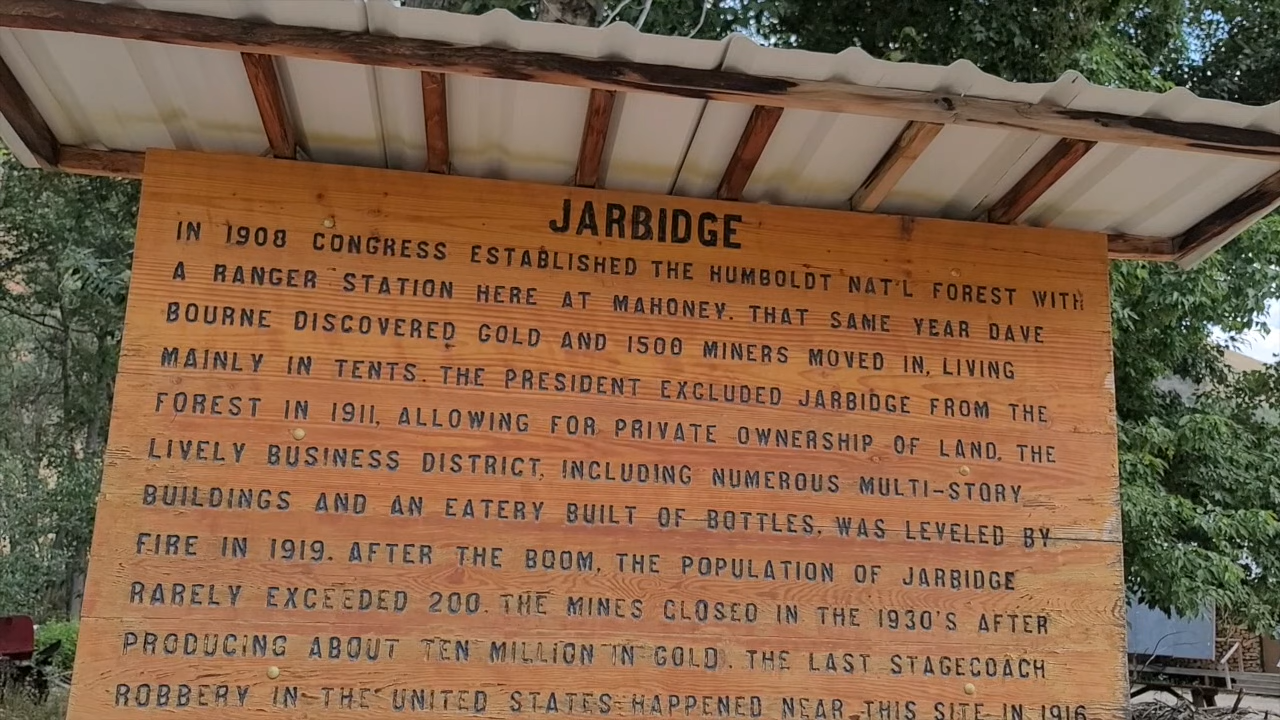 JARBIDGE
IN 1908 CONGRESS ESTABLISHED THE HUMBOLDT NAT'L FOREST WITH
A RANGER STATION HERE AT MAHONEY. THAT SAME YEAR DAVE
BOURNE DISCOVERED GOLD AND 1500 MINERS MOVED IN, LIVING
MAINLY IN TENTS. THE PRESIDENT EXCLUDED JARBIDGE FROM THE
FOREST IN 1911, ALLOWING FOR PRIVATE OWNERSHIP OF LAND. THE
LIVELY BUSINESS DISTRICT, INCLUDING NUMEROUS MULTI-STORY
BUILDINGS AND AN EATERY BUILT OF BOTTLES, WAS LEVELED BY
FIRE IN 1919. AFTER THE BOOM, THE POPULATION OF JARBIDGE
RARELY EXCEEDED 200. THE MINES CLOSED IN THE 1930'S AFTER
PRODUCING ABOUT TEN MILLION IN GOLD. THE LAST STAGECOACH
ROBBERY IN THE UNITED STATES HAPPENED NEAR THIS SITE IN 1916